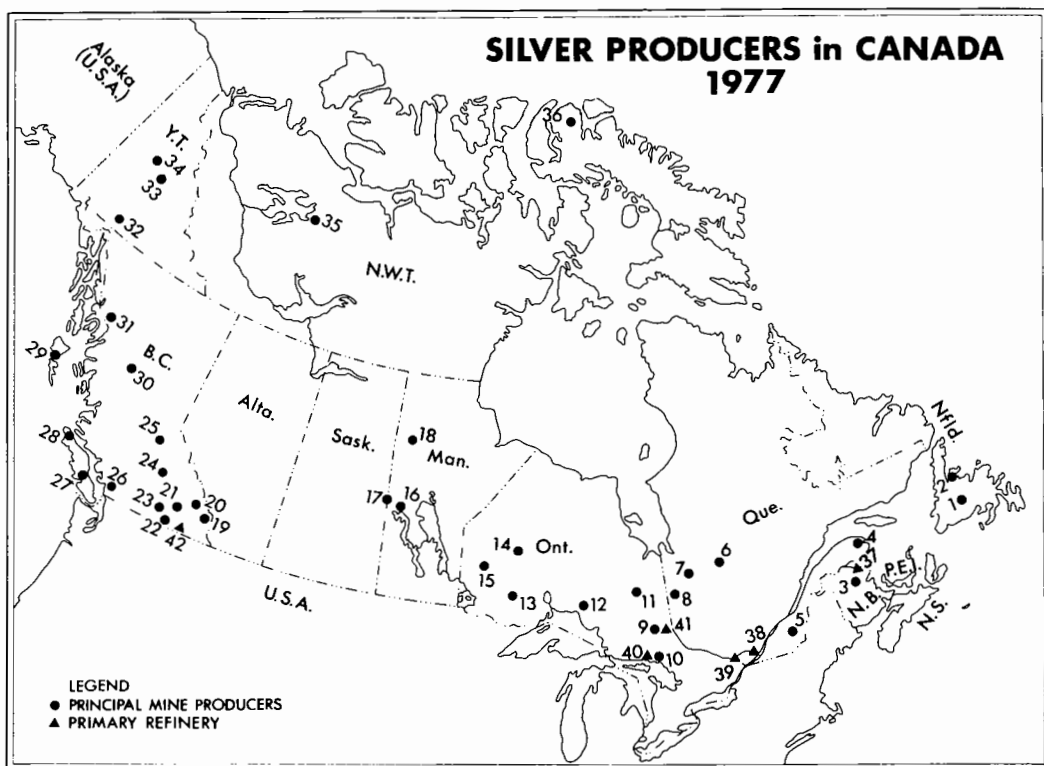 SILVER PRODUCERS in CANADA
1977
Alaska
(U.S.A.)
Y.T.
34
33
32
36
35
N.W.T.
31
29
B.C.
30
Alta.
Sask.
Man.
18
28
25
24
27
26
23
21
20
22
42
19
17
16
U.S.A.
14
Ont.
15
13
12
11
7
6
8
9
41
40
10
Que.
Nfld.
2
1
4
37
P.E.I.
3
N.B.
N.S.
5
38
39
LEGEND
● PRINCIPAL MINE PRODUCERS
▲ PRIMARY REFINERY